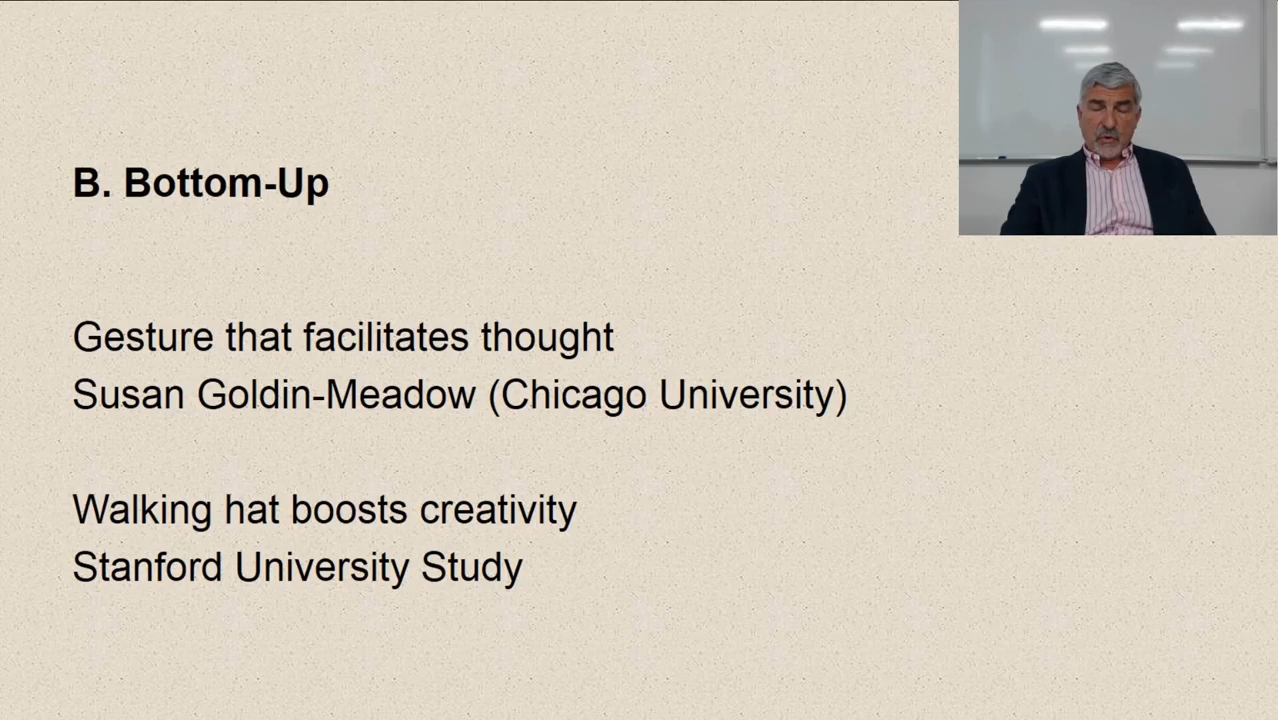 B. Bottom-Up
Gesture that facilitates thought
Susan Goldin-Meadow (Chicago University)
Walking hat boosts creativity
Stanford University Study